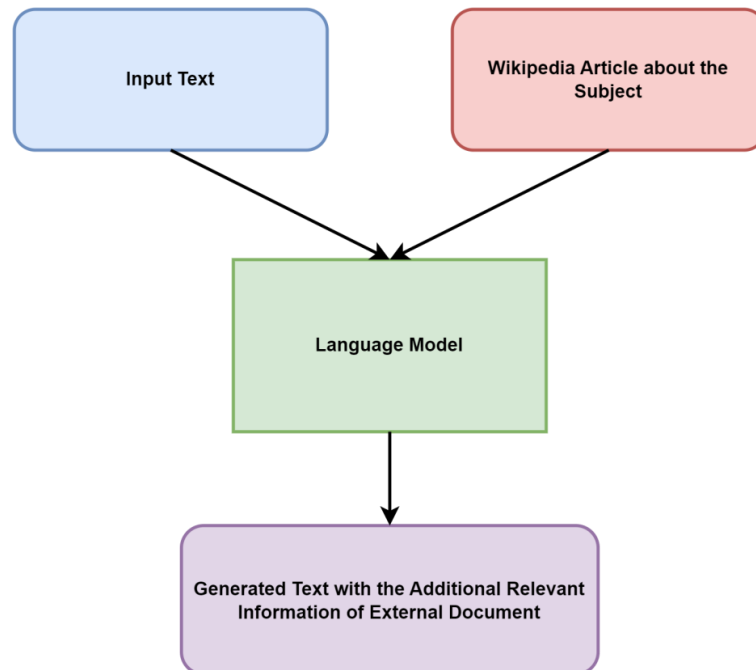 Input Text
Wikipedia Article about the
Subject
Language Model
Generated Text with the Additional Relevant
Information of External Document